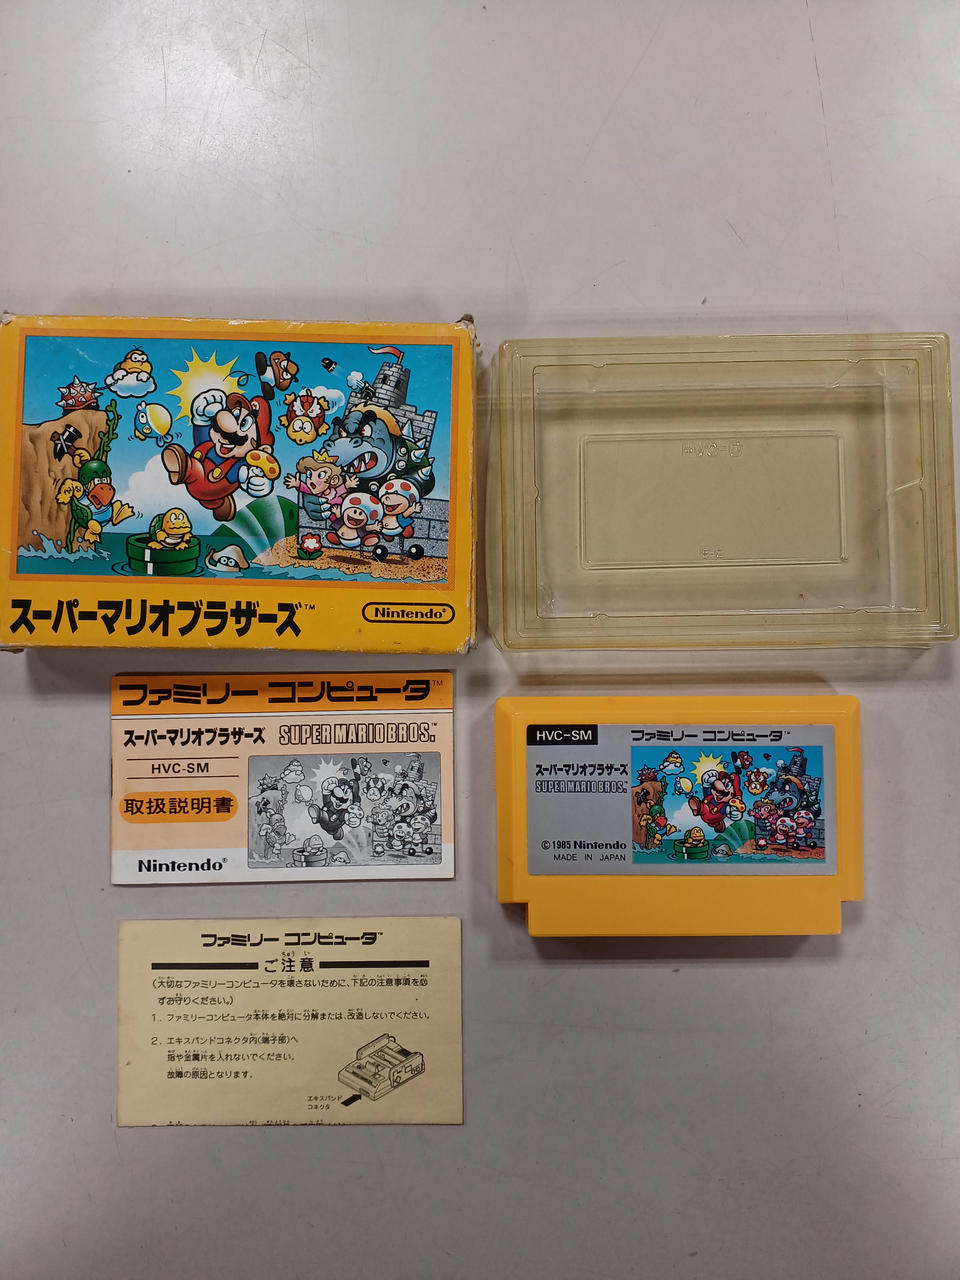 スーパーマリオブラザーズ™
Nintendo®
ファミリー コンピュータ™
スーパーマリオブラザーズ SUPER MARIO BROS.™
HVC-SM
取扱説明書
Nintendo®
HVC-SM
ファミリー コンピュータ™
スーパーマリオブラザーズ
SUPER MARIO BROS.™
©1985 Nintendo
MADE IN JAPAN
ファミリー コンピュータ™
ご注意
(大切なファミリーコンピュータを壊さないために、下記の注意事項を必
ずお守りください。)
1. ファミリーコンピュータ本体を絶対に分解または、改造しないでください。
2. エキスパンドコネクタ内(端子部)へ
指や金属片を入れないでください。
故障の原因となります。
エキスパンド
コネクタ